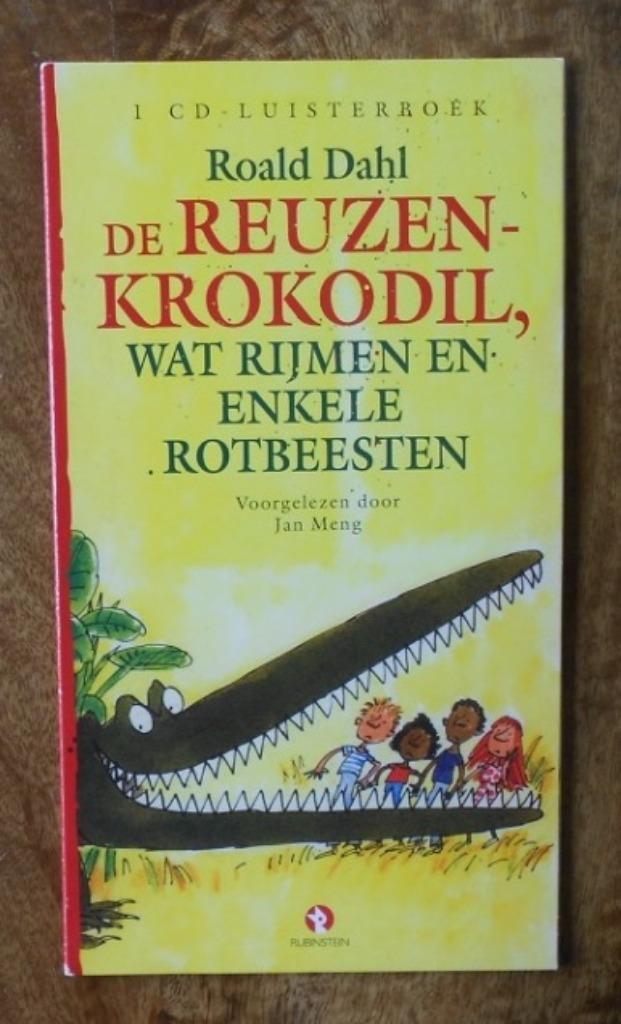 1 CD-LUISTERBOEK
Roald Dahl
DE REUZEN-
KROKODIL,
WAT RIJMEN EN
ENKELE
ROTBEESTEN
Voorgelezen door
Jan Meng
RUBINSTEIN